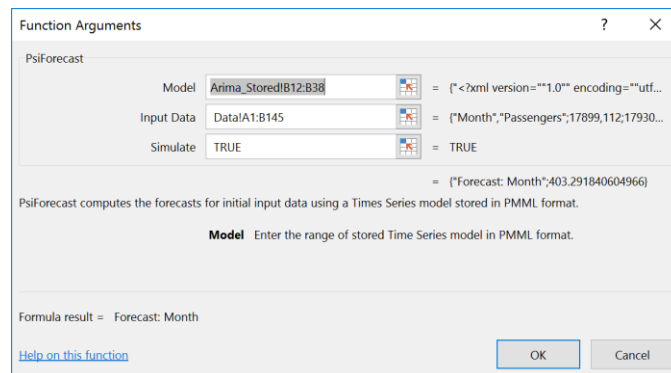 Function Arguments ? ×
PsiForecast
Model Arima_Stored!B12:B38 = {"<?xml version=""1.0"" encoding=""utf...
Input Data Data!A1:B145 = {"Month","Passengers";17899,112;17930...
Simulate TRUE = TRUE
= {"Forecast: Month";403.291840604966}
PsiForecast computes the forecasts for initial input data using a Times Series model stored in PMML format.
Model Enter the range of stored Time Series model in PMML format.
Formula result = Forecast: Month
Help on this function OK Cancel